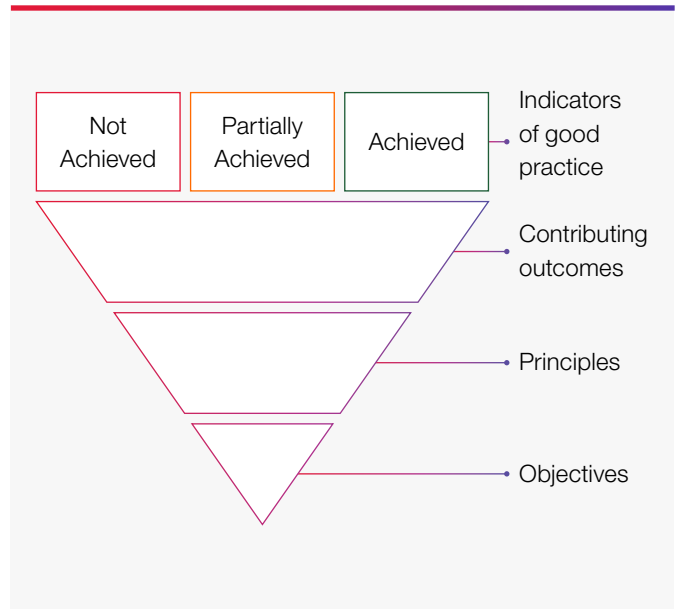 Not
Achieved
Partially
Achieved
Achieved
Indicators
of good
practice
Contributing
outcomes
Principles
Objectives